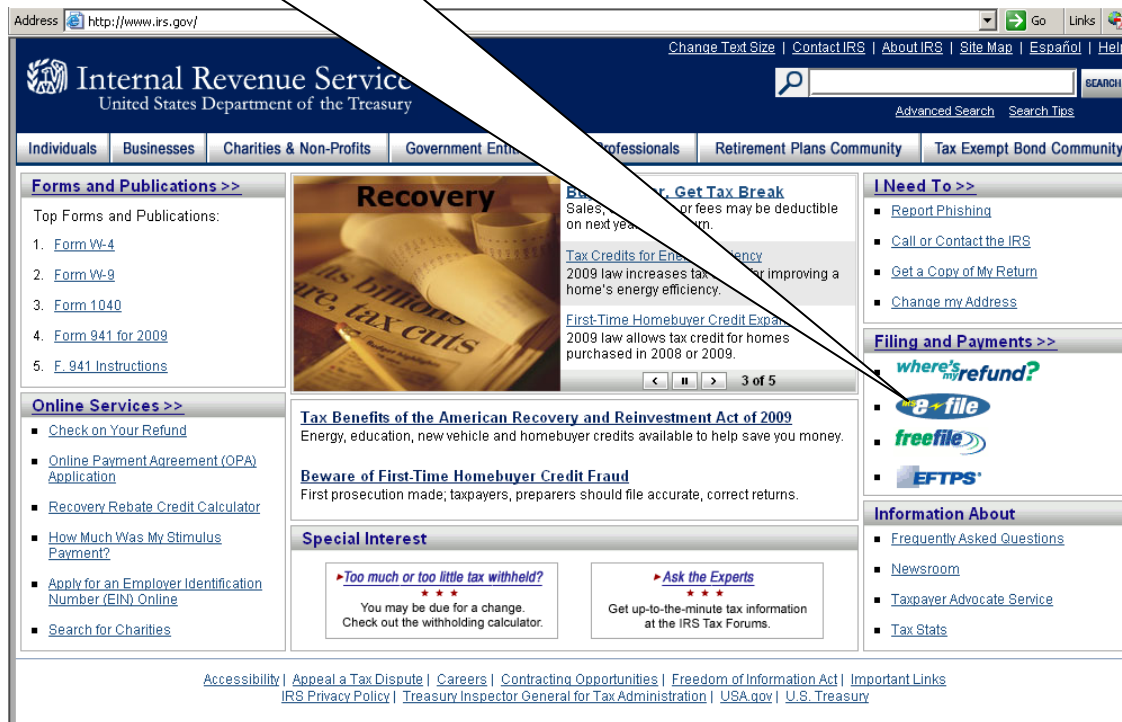 Address http://www.irs.gov/ Go Links
Change Text Size | Contact IRS | About IRS | Site Map | Español | Help
Internal Revenue Service
United States Department of the Treasury
SEARCH
Advanced Search Search Tips
Individuals Businesses Charities & Non-Profits Government Professionals Retirement Plans Community Tax Exempt Bond Community
Forms and Publications >>
Top Forms and Publications:
1. Form W-4
2. Form W-9
3. Form 1040
4. Form 941 for 2009
5. F. 941 Instructions
Online Services >>
Check on Your Refund
Online Payment Agreement (OPA)
Application
Recovery Rebate Credit Calculator
How Much Was My Stimulus
Payment?
Apply for an Employer Identification
Number (EIN) Online
Search for Charities
Recovery
its billions
are, tax cuts
Budget highlights
Get Tax Break
Sales, or fees may be deductible
on next
Tax Credits for
2009 law increases for improving a
home's energy efficiency.
First-Time Homebuyer Credit
2009 law allows tax credit for homes
purchased in 2008 or 2009.
< II > 3 of 5
Tax Benefits of the American Recovery and Reinvestment Act of 2009
Energy, education, new vehicle and homebuyer credits available to help save you money.
Beware of First-Time Homebuyer Credit Fraud
First prosecution made; taxpayers, preparers should file accurate, correct returns.
Special Interest
Too much or too little tax withheld?
★ ★ ★
You may be due for a change.
Check out the withholding calculator.
Ask the Experts
★ ★ ★
Get up-to-the-minute tax information
at the IRS Tax Forums.
I Need To >>
Report Phishing
Call or Contact the IRS
Get a Copy of My Return
Change my Address
Filing and Payments >>
where's my refund?
IRS e-file
freefile
EFTPS
Information About
Frequently Asked Questions
Newsroom
Taxpayer Advocate Service
Tax Stats
Accessibility | Appeal a Tax Dispute | Careers | Contracting Opportunities | Freedom of Information Act | Important Links
IRS Privacy Policy | Treasury Inspector General for Tax Administration | USA.gov | U.S. Treasury